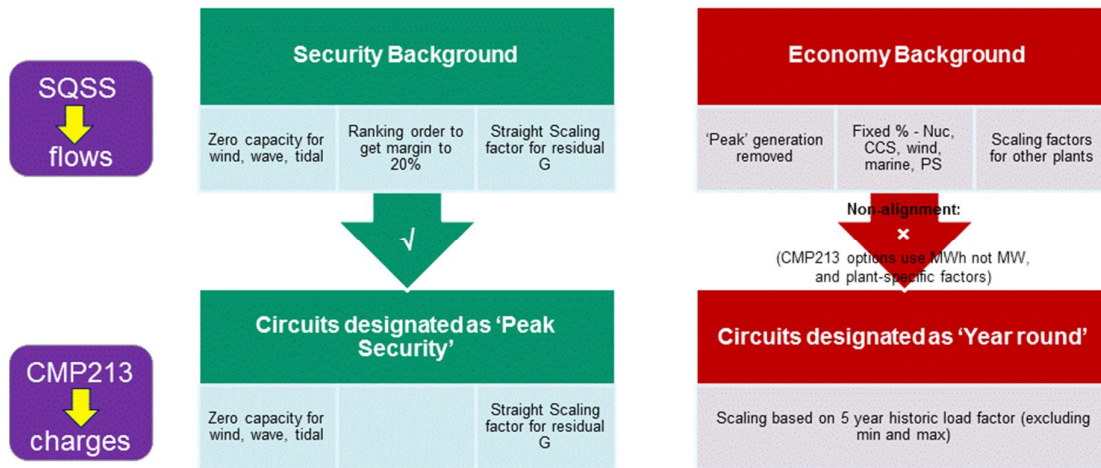 SQSS
flows
Security Background
Zero capacity for
wind, wave, tidal
Ranking order to
get margin to
20%
Straight Scaling
factor for residual
G
√
Economy Background
‘Peak’ generation
removed
Fixed % - Nuc,
CCS, wind,
marine, PS
Scaling factors
for other plants
Non-alignment:
×
(CMP213 options use MWh not MW,
and plant-specific factors)
CMP213
charges
Circuits designated as ‘Peak
Security’
Zero capacity for
wind, wave, tidal
Straight Scaling
factor for residual
G
Circuits designated as ‘Year round’
Scaling based on 5 year historic load factor (excluding
min and max)